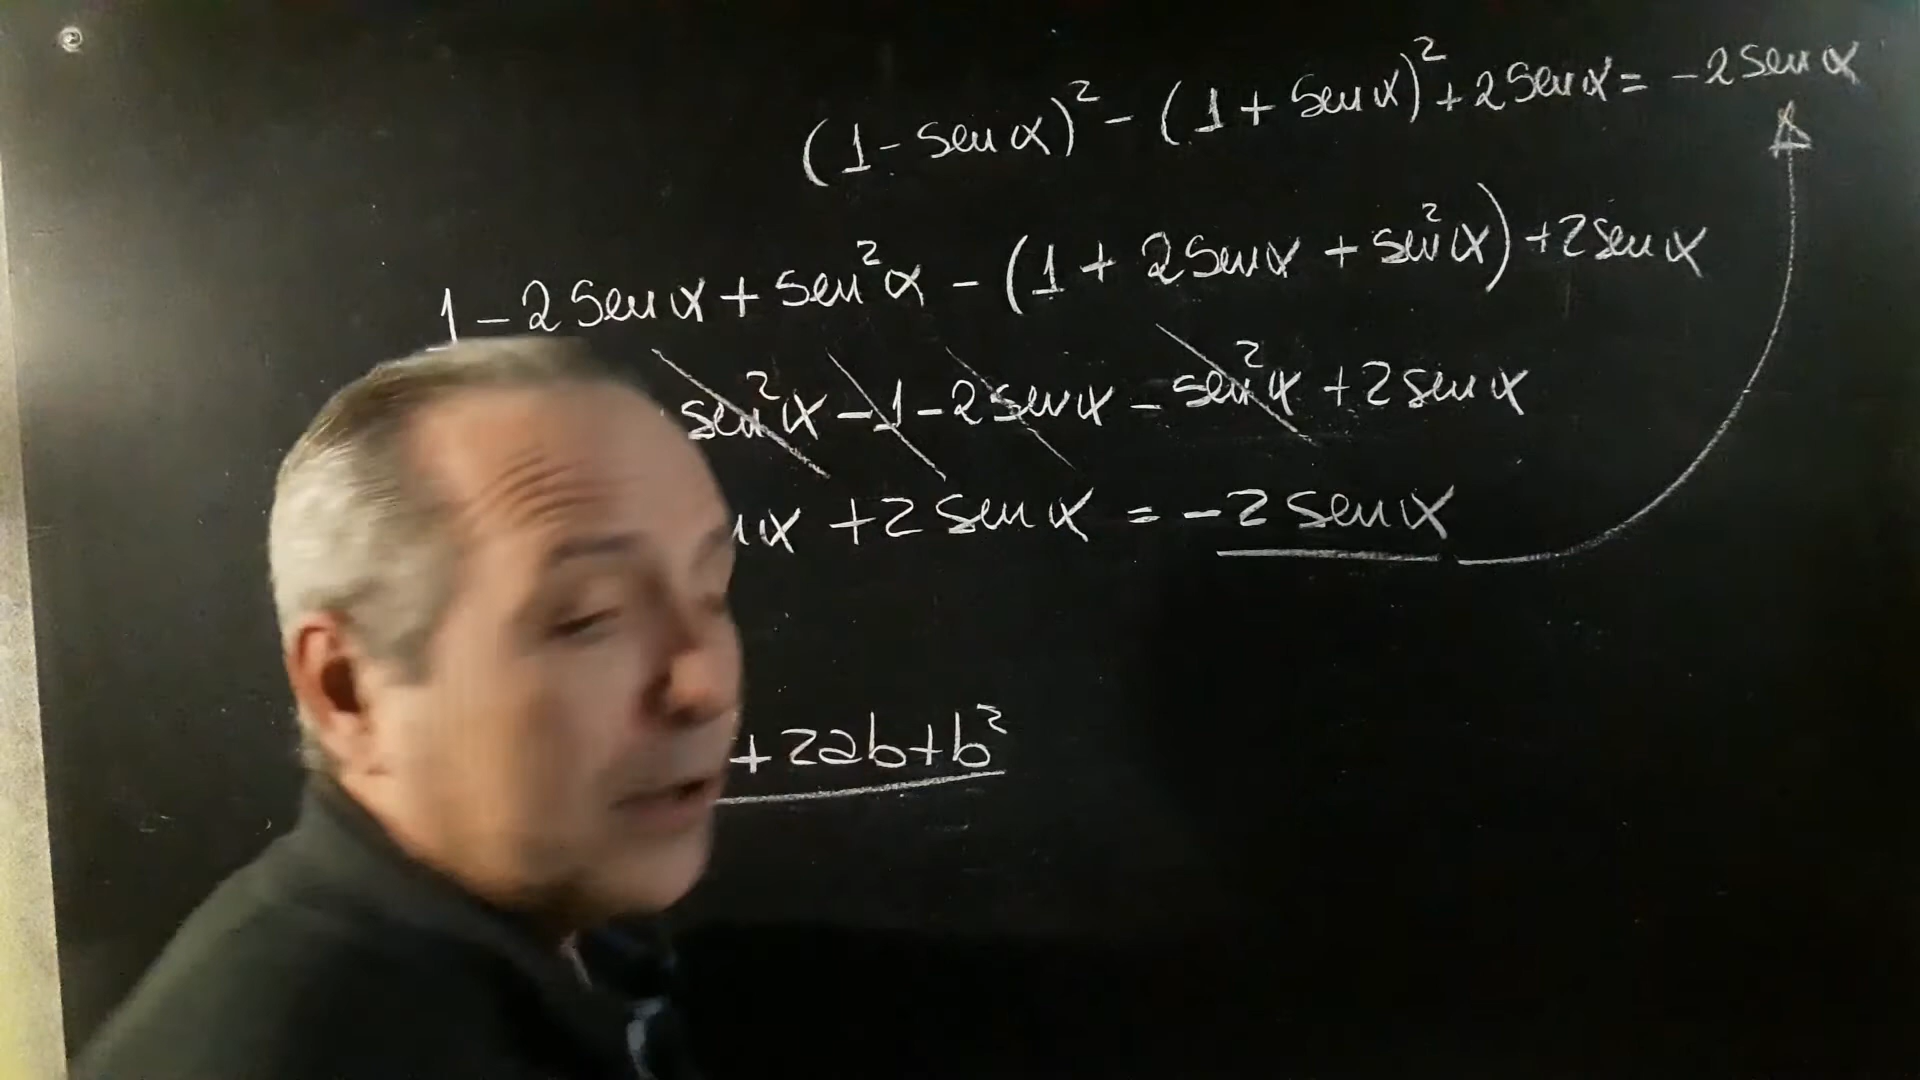 (1 - sen α)² - (1 + sen α)² + 2 sen α = - 2 sen α
1 - 2 sen α + sen² α - (1 + 2 sen α + sen² α) + 2 sen α
sen² α - 1 - 2 sen α - sen² α + 2 sen α
α + 2 sen α = - 2 sen α
+ 2ab + b²